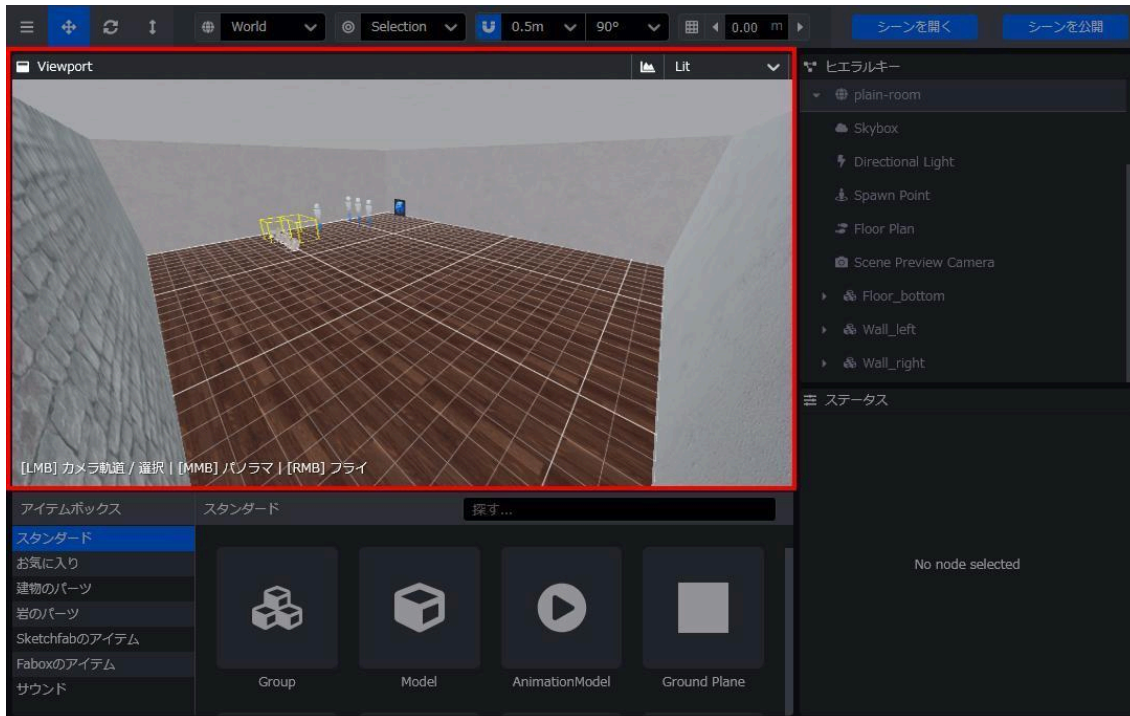 World Selection 0.5m 90° 0.00 m シーンを開く シーンを公開
Viewport Lit
ヒエラルキー
plain-room
Skybox
Directional Light
Spawn Point
Floor Plan
Scene Preview Camera
Floor_bottom
Wall_left
Wall_right
ステータス
No node selected
[LMB] カメラ軌道 / 選択 | [MMB] パノラマ | [RMB] フライ
アイテムボックス
スタンダード
お気に入り
建物のパーツ
岩のパーツ
Sketchfabのアイテム
Faboxのアイテム
サウンド
スタンダード 探す...
Group Model AnimationModel Ground Plane